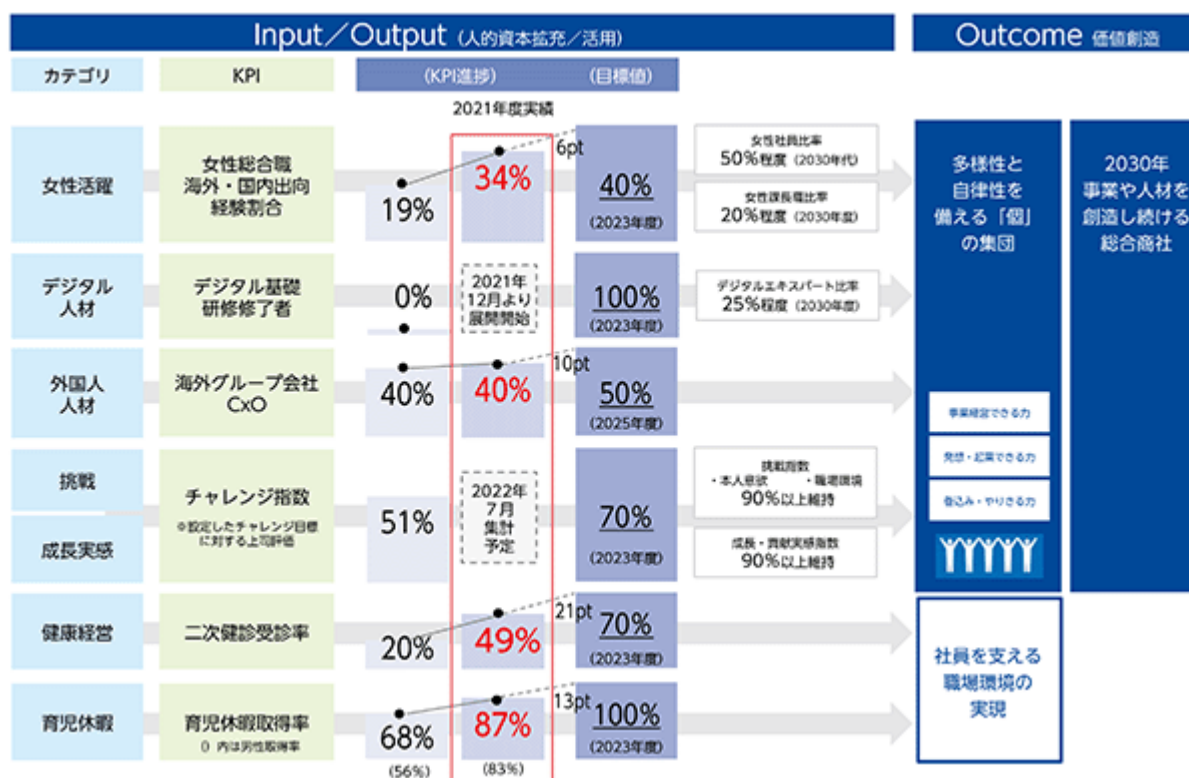 Input／Output (人的資本拡充／活用)
Outcome 価値創造
カテゴリ
KPI
(KPI進捗)
(目標値)
2021年度実績
女性活躍
女性総合職
海外・国内出向
経験割合
19%
34%
6pt
40%
(2023年度)
女性社員比率
50%程度 (2030年代)
女性課長職比率
20%程度 (2030年度)
デジタル
人材
デジタル基礎
研修修了者
0%
2021年
12月より
展開開始
100%
(2023年度)
デジタルエキスパート比率
25%程度 (2030年度)
外国人
人材
海外グループ会社
CxO
40%
40%
10pt
50%
(2025年度)
挑戦
成長実感
チャレンジ指数
※設定したチャレンジ目標
に対する上司評価
51%
2022年
7月
集計
予定
70%
(2023年度)
挑戦指数
・本人意欲 ・職場環境
90%以上維持
成長・貢献実感指数
90%以上維持
健康経営
二次健診受診率
20%
49%
21pt
70%
(2023年度)
育児休暇
育児休暇取得率
() 内は男性取得率
68%
(56%)
87%
(83%)
13pt
100%
(2023年度)
多様性と
自律性を
備える「個」
の集団
事業経営できる力
発想・起業できる力
巻込み・やりきる力
2030年
事業や人材を
創造し続ける
総合商社
社員を支える
職場環境の
実現